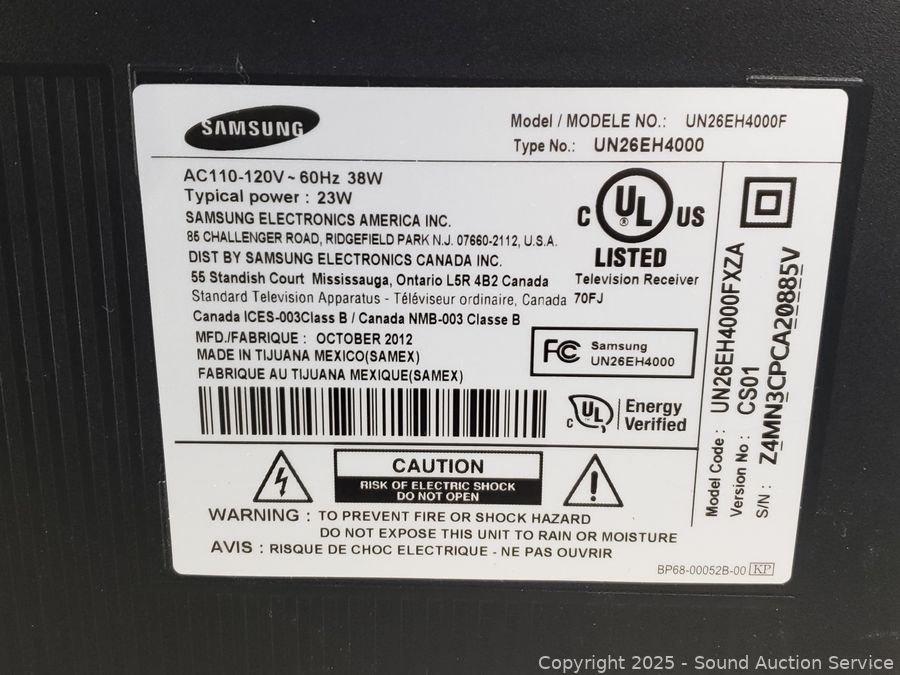 SAMSUNG
Model / MODELE NO.: UN26EH4000F
Type No.: UN26EH4000
AC110-120V ~ 60Hz 38W
Typical power : 23W
SAMSUNG ELECTRONICS AMERICA INC.
85 CHALLENGER ROAD, RIDGEFIELD PARK N.J. 07660-2112, U.S.A.
DIST BY SAMSUNG ELECTRONICS CANADA INC.
55 Standish Court Mississauga, Ontario L5R 4B2 Canada
Standard Television Apparatus - Téléviseur ordinaire, Canada
Canada ICES-003Class B / Canada NMB-003 Classe B
MFD./FABRIQUE : OCTOBER 2012
MADE IN TIJUANA MEXICO(SAMEX)
FABRIQUE AU TIJUANA MEXIQUE(SAMEX)
C UL ® US
LISTED
Television Receiver
70FJ
FC Samsung
UN26EH4000
C UL Energy
Verified
Model Code : UN26EH4000FXZA
Version No : CS01
S/N : Z4MN3CPCA20885V
CAUTION
RISK OF ELECTRIC SHOCK
DO NOT OPEN
WARNING : TO PREVENT FIRE OR SHOCK HAZARD
DO NOT EXPOSE THIS UNIT TO RAIN OR MOISTURE
AVIS : RISQUE DE CHOC ELECTRIQUE - NE PAS OUVRIR
BP68-00052B-00 KP
Copyright © 2025 - Sound Auction Service